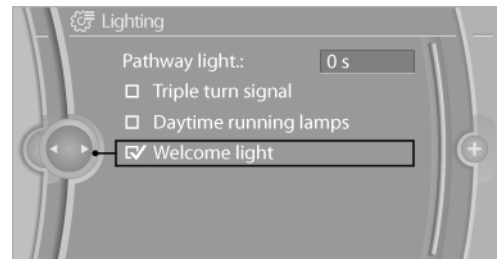 Lighting
Pathway light.: 0 s
Triple turn signal
Daytime running lamps
Welcome light